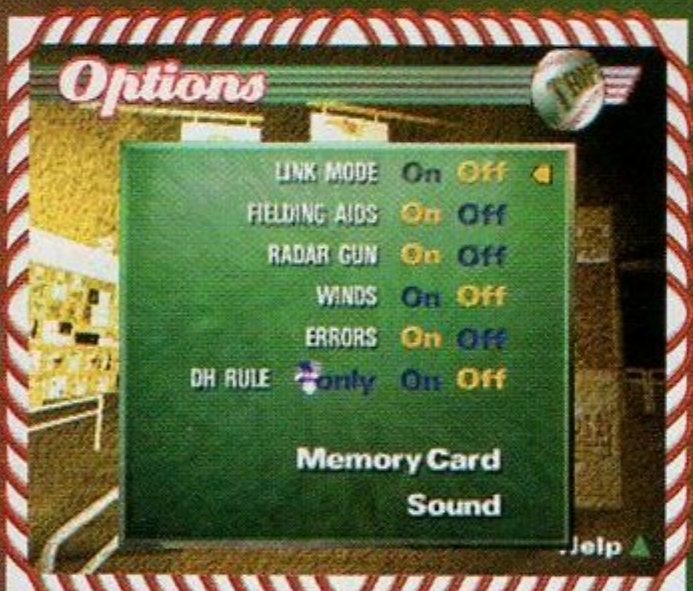 Options
LINK MODE On Off
FIELDING AIDS On Off
RADAR GUN On Off
WINDS On Off
ERRORS On Off
DH RULE only On Off
Memory Card
Sound
Help